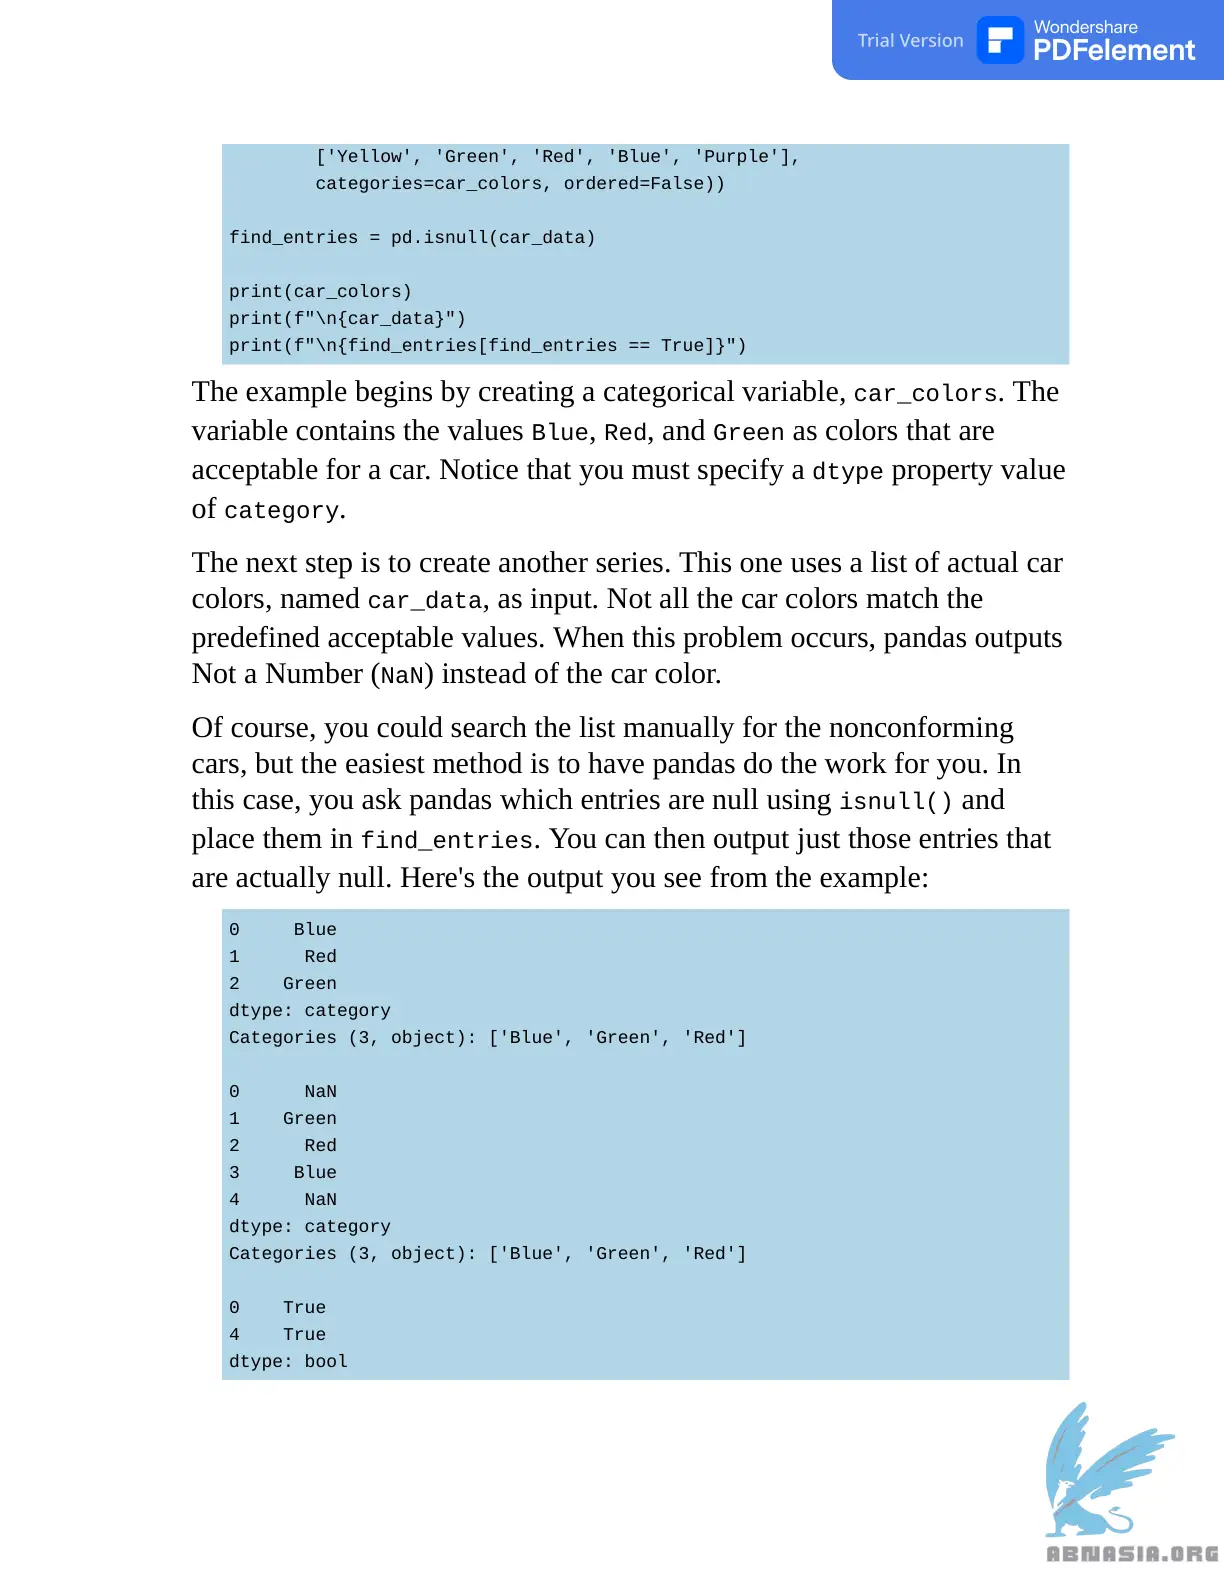 Trial Version
Wondershare
PDFelement
        ['Yellow', 'Green', 'Red', 'Blue', 'Purple'],
        categories=car_colors, ordered=False))
find_entries = pd.isnull(car_data)
print(car_colors)
print(f"\n{car_data}")
print(f"\n{find_entries[find_entries == True]}")
The example begins by creating a categorical variable, car_colors. The
variable contains the values Blue, Red, and Green as colors that are
acceptable for a car. Notice that you must specify a dtype property value
of category.
The next step is to create another series. This one uses a list of actual car
colors, named car_data, as input. Not all the car colors match the
predefined acceptable values. When this problem occurs, pandas outputs
Not a Number (NaN) instead of the car color.
Of course, you could search the list manually for the nonconforming
cars, but the easiest method is to have pandas do the work for you. In
this case, you ask pandas which entries are null using isnull() and
place them in find_entries. You can then output just those entries that
are actually null. Here's the output you see from the example:
0     Blue
1      Red
2    Green
dtype: category
Categories (3, object): ['Blue', 'Green', 'Red']
0      NaN
1    Green
2      Red
3     Blue
4      NaN
dtype: category
Categories (3, object): ['Blue', 'Green', 'Red']
0    True
4    True
dtype: bool
ABNASIA.ORG